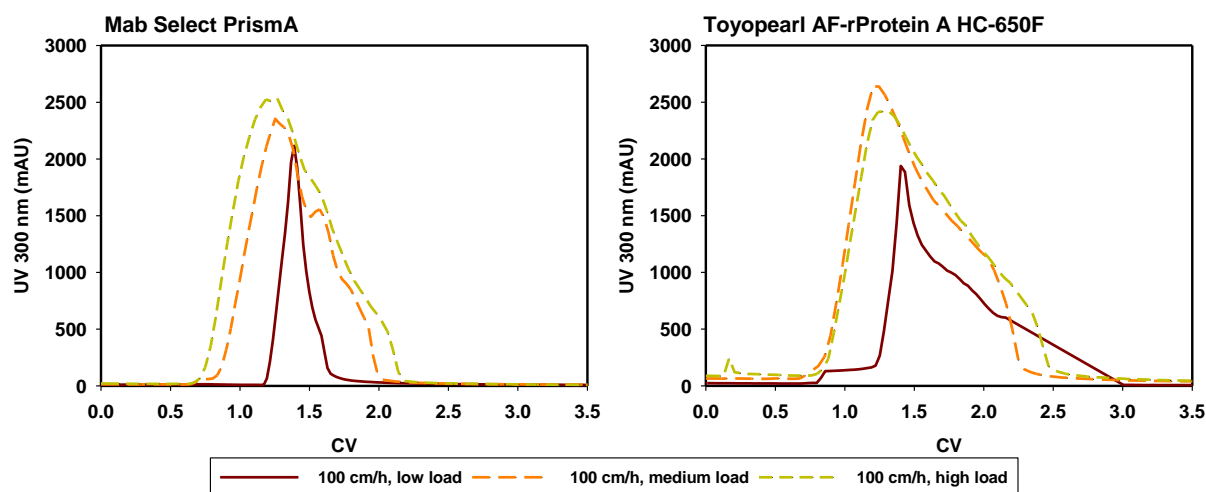 Mab Select PrismA
Toyopearl AF-rProtein A HC-650F
UV 300 nm (mAU)
3000
2500
2000
1500
1000
500
0
0.0 0.5 1.0 1.5 2.0 2.5 3.0 3.5
CV
UV 300 nm (mAU)
3000
2500
2000
1500
1000
500
0
0.0 0.5 1.0 1.5 2.0 2.5 3.0 3.5
CV
100 cm/h, low load 100 cm/h, medium load 100 cm/h, high load